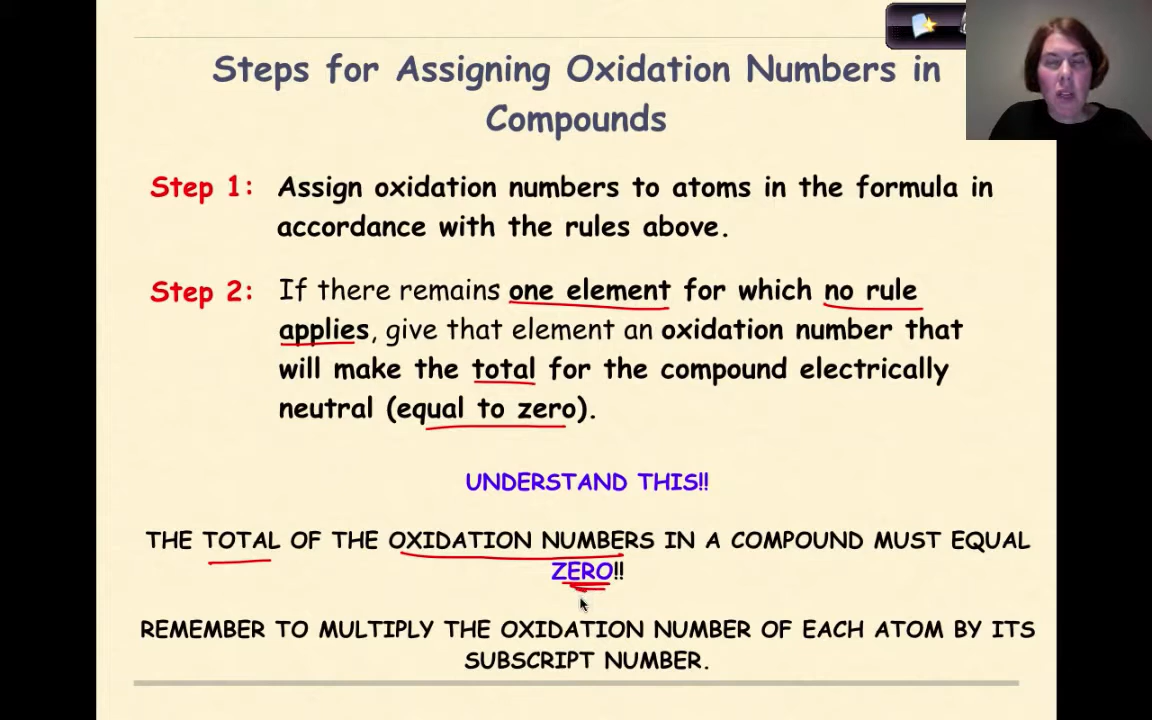 Steps for Assigning Oxidation Numbers in
Compounds
Step 1: Assign oxidation numbers to atoms in the formula in
accordance with the rules above.
Step 2: If there remains one element for which no rule
applies, give that element an oxidation number that
will make the total for the compound electrically
neutral (equal to zero).
UNDERSTAND THIS!!
THE TOTAL OF THE OXIDATION NUMBERS IN A COMPOUND MUST EQUAL
ZERO!!
REMEMBER TO MULTIPLY THE OXIDATION NUMBER OF EACH ATOM BY ITS
SUBSCRIPT NUMBER.